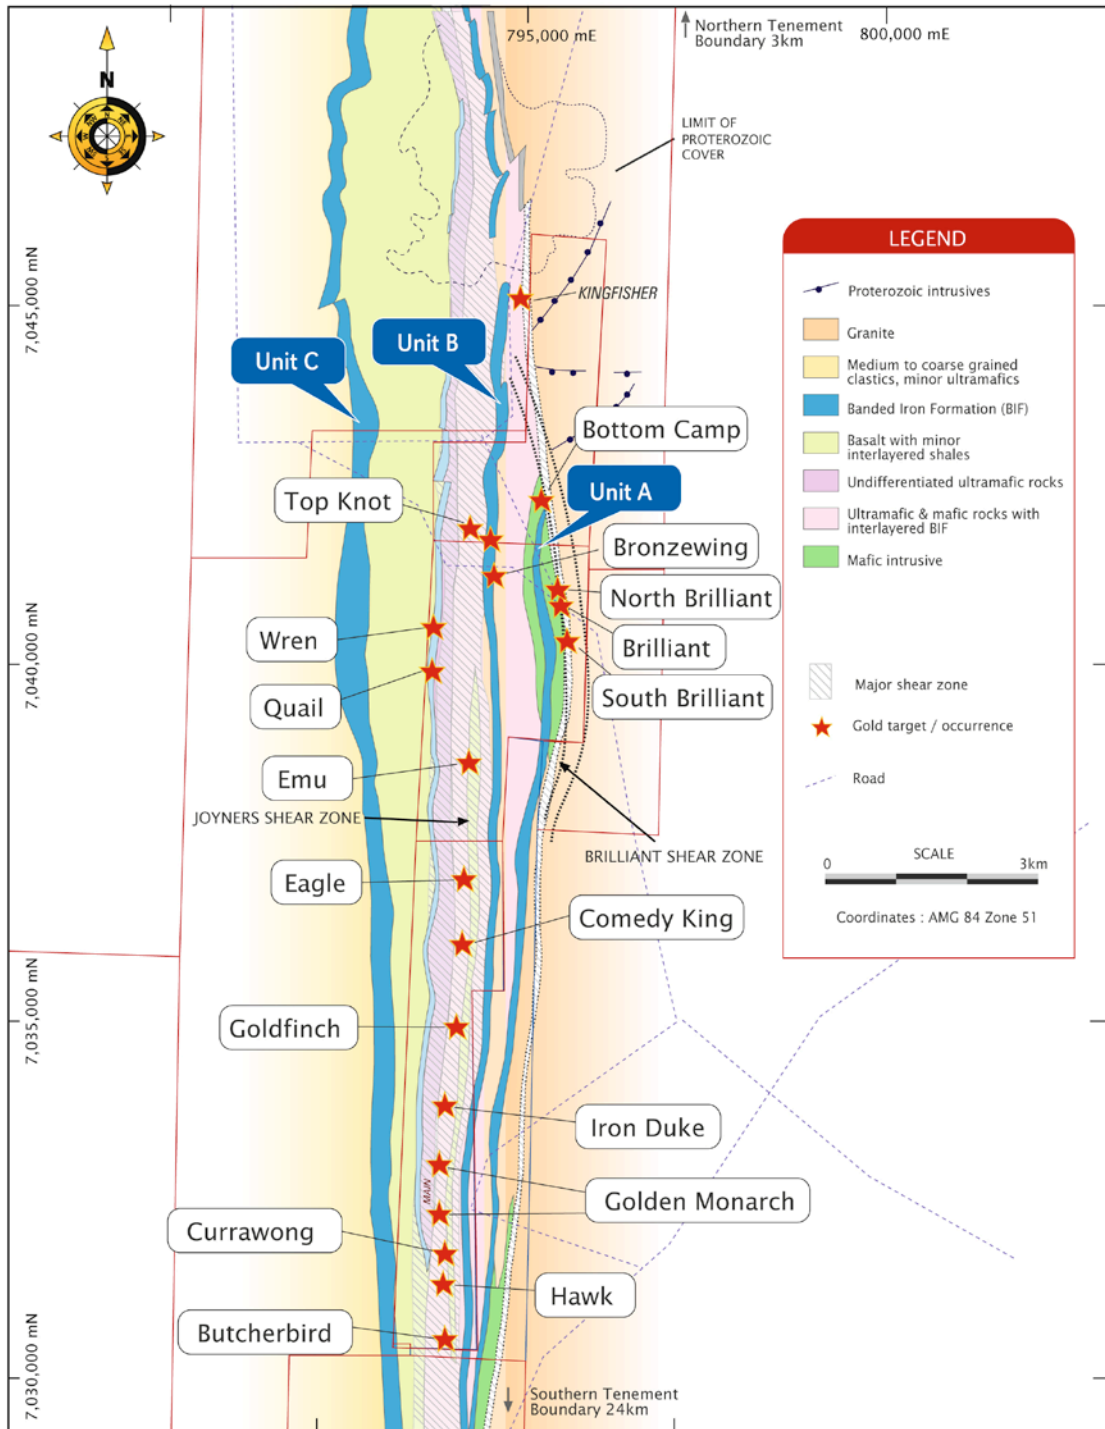 795,000 mE
Northern Tenement
Boundary 3km
800,000 mE
N
LIMIT OF
PROTEROZOIC
COVER
7,045,000 mN
KINGFISHER
Unit B
Unit C
Bottom Camp
Unit A
Top Knot
Bronzewing
North Brilliant
Wren
Brilliant
7,040,000 mN
South Brilliant
Quail
Emu
JOYNERS SHEAR ZONE
BRILLIANT SHEAR ZONE
Eagle
Comedy King
7,035,000 mN
Goldfinch
Iron Duke
MAIN
Golden Monarch
Currawong
Hawk
Butcherbird
7,030,000 mN
Southern Tenement
Boundary 24km
LEGEND
Proterozoic intrusives
Granite
Medium to coarse grained
clastics, minor ultramafics
Banded Iron Formation (BIF)
Basalt with minor
interlayered shales
Undifferentiated ultramafic rocks
Ultramafic & mafic rocks with
interlayered BIF
Mafic intrusive
Major shear zone
Gold target / occurrence
Road
SCALE
0 3km
Coordinates : AMG 84 Zone 51